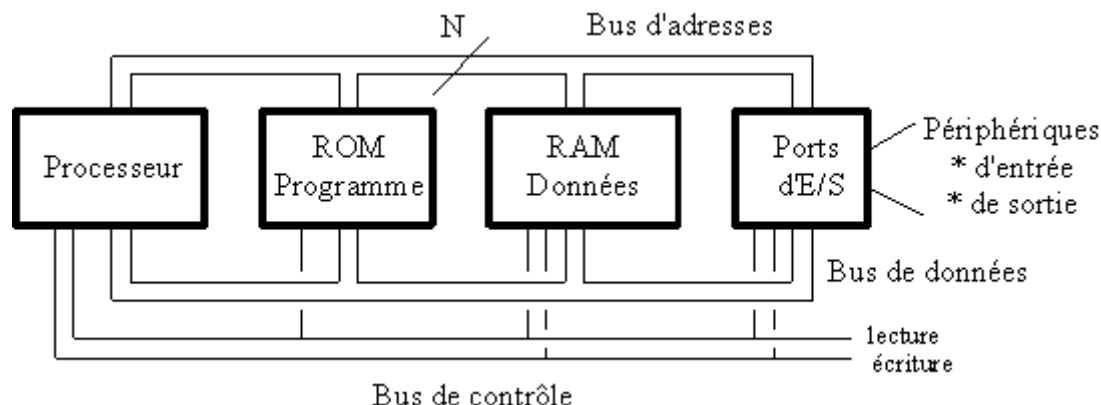 N
Bus d'adresses
Processeur
ROM
Programme
RAM
Données
Ports
d'E/S
Périphériques
* d'entrée
* de sortie
Bus de données
lecture
écriture
Bus de contrôle